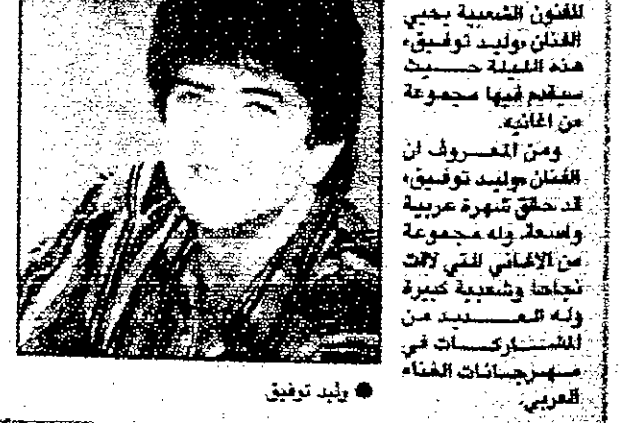 للفنون الشعبية يحيي
الفنان «وليد توفيق»
هذه الليلة حيث
سيقدم فيها مجموعة
من اغانيه.
ومن المعروف ان
الفنان «وليد توفيق»
قد حقق شهرة عربية
واسعة. وله مجموعة
من الاغاني التي لاقت
نجاحا وشعبية كبيرة
وله العديد من
المشاركات في
مهرجانات الغناء
العربي.
● وليد توفيق